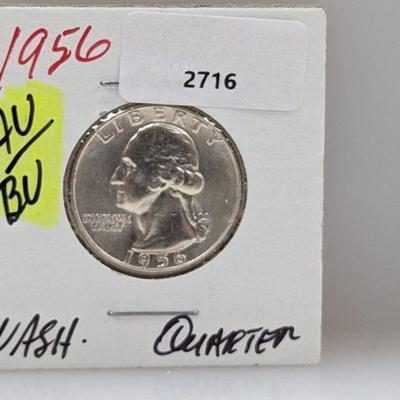 1956
2716
AU/BU
LIBERTY
IN GOD WE
TRUST
1956
WASH. QUARTER